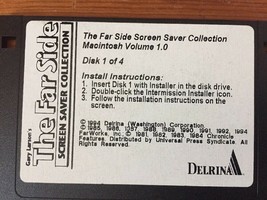 Gary Larson's
The Far Side
SCREEN SAVER COLLECTION
The Far Side Screen Saver Collection
Macintosh Volume 1.0
Disk 1 of 4
Install Instructions:
1. Insert Disk 1 with Installer in the disk drive.
2. Double-click the Intermission Installer icon.
3. Follow the installation instructions on the
screen.
© 1994 Delrina (Washington) Corporation
© 1985, 1986, 1987, 1988, 1989, 1990, 1991, 1992, 1994
FarWorks, Inc. © 1981, 1982, 1983, 1984 Chronicle
Features. Distributed by Universal Press Syndicate. All
Rights Reserved.
DELRINA